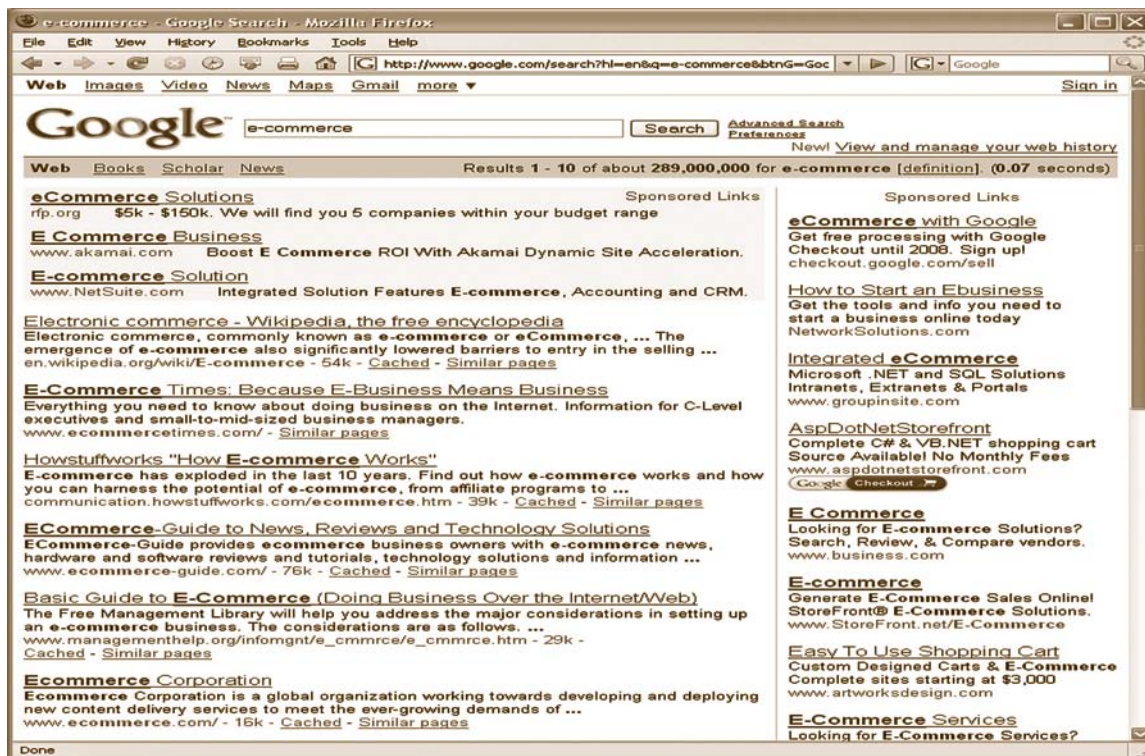 e-commerce - Google Search - Mozilla Firefox
File Edit View History Bookmarks Tools Help
http://www.google.com/search?hl=en&q=e-commerce&btnG=Goo Google
Web Images Video News Maps Gmail more ▼ Sign in
Google™ e-commerce Search Advanced Search
Preferences
New! View and manage your web history
Web Books Scholar News Results 1 - 10 of about 289,000,000 for e-commerce [definition]. (0.07 seconds)
eCommerce Solutions Sponsored Links
rfp.org $5k - $150k. We will find you 5 companies within your budget range
E Commerce Business
www.akamai.com Boost E Commerce ROI With Akamai Dynamic Site Acceleration.
E-commerce Solution
www.NetSuite.com Integrated Solution Features E-commerce, Accounting and CRM.
Electronic commerce - Wikipedia, the free encyclopedia
Electronic commerce, commonly known as e-commerce or eCommerce, ... The
emergence of e-commerce also significantly lowered barriers to entry in the selling ...
en.wikipedia.org/wiki/E-commerce - 54k - Cached - Similar pages
E-Commerce Times: Because E-Business Means Business
Everything you need to know about doing business on the Internet. Information for C-Level
executives and small-to-mid-sized business managers.
www.ecommercetimes.com/ - Similar pages
Howstuffworks "How E-commerce Works"
E-commerce has exploded in the last 10 years. Find out how e-commerce works and how
you can harness the potential of e-commerce, from affiliate programs to ...
communication.howstuffworks.com/ecommerce.htm - 39k - Cached - Similar pages
ECommerce-Guide to News, Reviews and Technology Solutions
ECommerce-Guide provides ecommerce business owners with e-commerce news,
hardware and software reviews and tutorials, technology solutions and information ...
www.ecommerce-guide.com/ - 76k - Cached - Similar pages
Basic Guide to E-Commerce (Doing Business Over the Internet/Web)
The Free Management Library will help you address the major considerations in setting up
an e-commerce business. The considerations are as follows. ...
www.managementhelp.org/infomgnt/e_cmmrce/e_cmmrce.htm - 29k -
Cached - Similar pages
Ecommerce Corporation
Ecommerce Corporation is a global organization working towards developing and deploying
new content delivery services to meet the ever-growing demands of ...
www.ecommerce.com/ - 16k - Cached - Similar pages
Sponsored Links
eCommerce with Google
Get free processing with Google
Checkout until 2008. Sign up!
checkout.google.com/sell
How to Start an Ebusiness
Get the tools and info you need to
start a business online today
NetworkSolutions.com
Integrated eCommerce
Microsoft .NET and SQL Solutions
Intranets, Extranets & Portals
www.groupinsite.com
AspDotNetStorefront
Complete C# & VB.NET shopping cart
Source Available! No Monthly Fees
www.aspdotnetstorefront.com
Google Checkout
E Commerce
Looking for E-commerce Solutions?
Search, Review, & Compare vendors.
www.business.com
E-commerce
Generate E-Commerce Sales Online!
StoreFront® E-Commerce Solutions.
www.StoreFront.net/E-Commerce
Easy To Use Shopping Cart
Custom Designed Carts & E-Commerce
Complete sites starting at $3,000
www.artworksdesign.com
E-Commerce Services
Looking for E-Commerce Services?
Done